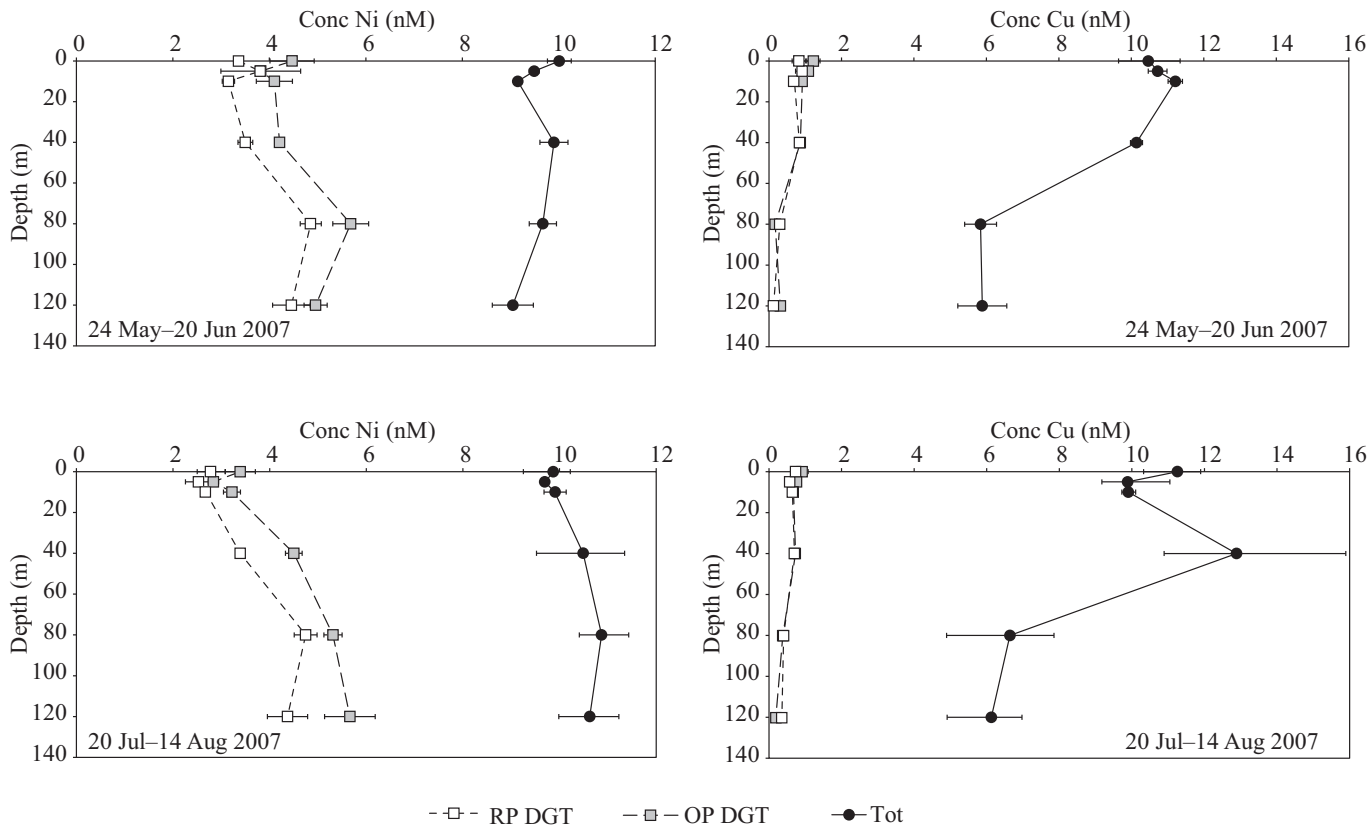 Conc Ni (nM)
0 2 4 6 8 10 12
Depth (m)
0
20
40
60
80
100
120
140
24 May–20 Jun 2007
Conc Cu (nM)
0 2 4 6 8 10 12 14 16
Depth (m)
0
20
40
60
80
100
120
140
24 May–20 Jun 2007
Conc Ni (nM)
0 2 4 6 8 10 12
Depth (m)
0
20
40
60
80
100
120
140
20 Jul–14 Aug 2007
Conc Cu (nM)
0 2 4 6 8 10 12 14 16
Depth (m)
0
20
40
60
80
100
120
140
20 Jul–14 Aug 2007
RP DGT OP DGT Tot